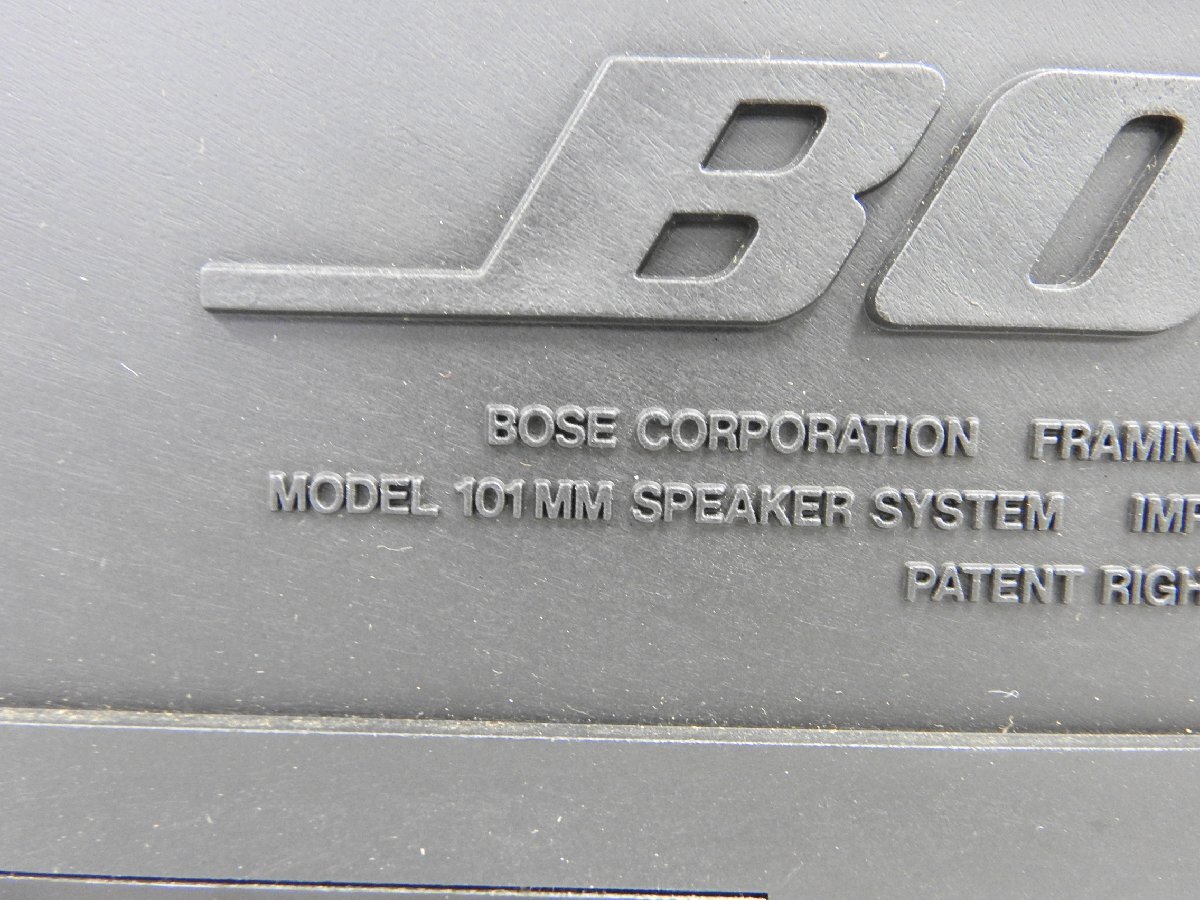 BO
BOSE CORPORATION FRAMIN
MODEL 101 MM SPEAKER SYSTEM IMP
PATENT RIGH